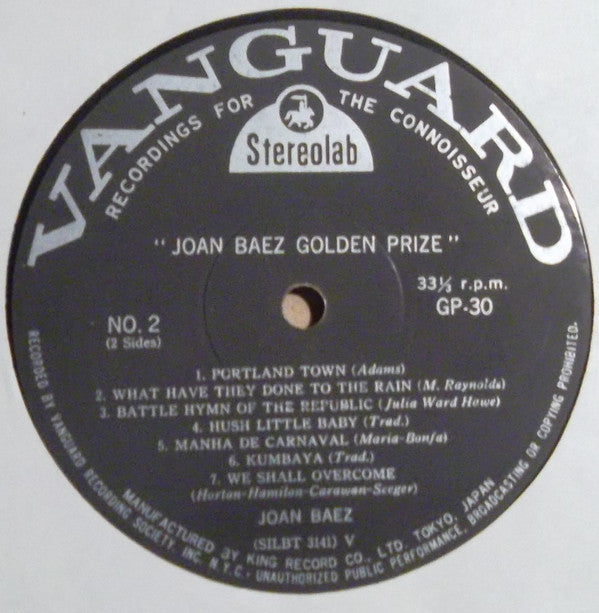 VANGUARD
RECORDINGS FOR THE CONNOISSEUR
Stereolab
"JOAN BAEZ GOLDEN PRIZE"
33⅓ r.p.m.
GP-30
NO. 2
(2 Sides)
1. PORTLAND TOWN (Adams)
2. WHAT HAVE THEY DONE TO THE RAIN (M. Raynolds)
3. BATTLE HYMN OF THE REPUBLIC (Julia Ward Howe)
4. HUSH LITTLE BABY (Trad.)
5. MANHA DE CARNAVAL (Maria-Bonfa)
6. KUMBAYA (Trad.)
7. WE SHALL OVERCOME
(Horton-Hamilon-Carawan-Seeger)
JOAN BAEZ
(SILBT 3141) V
MANUFACTURED BY KING RECORD CO., LTD. TOKYO, JAPAN
RECORDED BY VANGUARD RECORDING SOCIETY INC. N.Y.C., UNAUTHORIZED PUBLIC PERFORMANCE, BROADCASTING OR COPYING PROHIBITED.